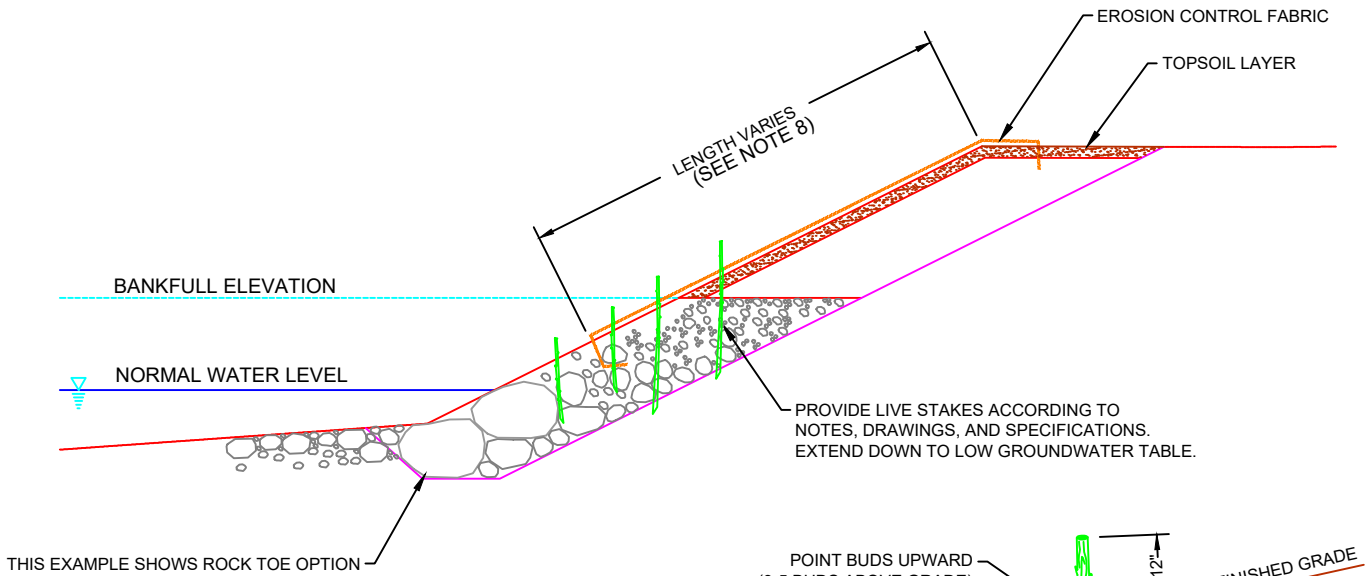 EROSION CONTROL FABRIC
TOPSOIL LAYER
LENGTH VARIES
(SEE NOTE 8)
BANKFULL ELEVATION
NORMAL WATER LEVEL
PROVIDE LIVE STAKES ACCORDING TO
NOTES, DRAWINGS, AND SPECIFICATIONS.
EXTEND DOWN TO LOW GROUNDWATER TABLE.
THIS EXAMPLE SHOWS ROCK TOE OPTION
POINT BUDS UPWARD
12"
GRADE